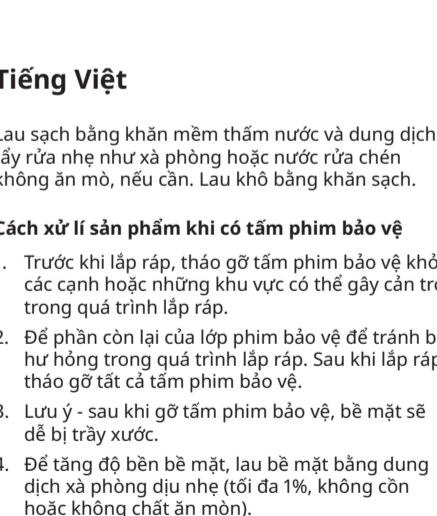 Tiếng Việt
Lau sạch bằng khăn mềm thấm nước và dung dịch
tẩy rửa nhẹ như xà phòng hoặc nước rửa chén
không ăn mò, nếu cần. Lau khô bằng khăn sạch.
Cách xử lí sản phẩm khi có tấm phim bảo vệ
1. Trước khi lắp ráp, tháo gỡ tấm phim bảo vệ
các cạnh hoặc những khu vực có thể gây cản
trong quá trình lắp ráp.
2. Để phần còn lại của lớp phim bảo vệ để tránh
hư hỏng trong quá trình lắp ráp. Sau khi lắp ráp
tháo gỡ tất cả tấm phim bảo vệ.
3. Lưu ý - sau khi gỡ tấm phim bảo vệ, bề mặt sẽ
dễ bị trầy xước.
4. Để tăng độ bền bề mặt, lau bề mặt bằng dung
dịch xà phòng dịu nhẹ (tối đa 1%, không cồn
hoặc không chất ăn mòn).